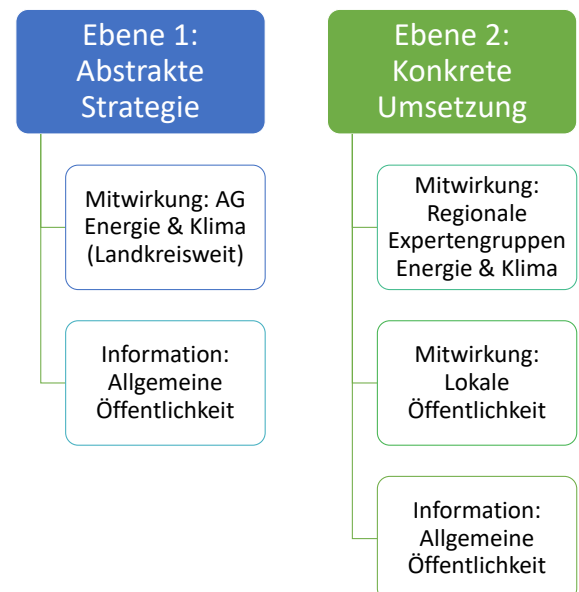 Ebene 1:
Abstrakte
Strategie
Mitwirkung: AG
Energie & Klima
(Landkreisweit)
Information:
Allgemeine
Öffentlichkeit
Ebene 2:
Konkrete
Umsetzung
Mitwirkung:
Regionale
Expertengruppen
Energie & Klima
Mitwirkung:
Lokale
Öffentlichkeit
Information:
Allgemeine
Öffentlichkeit